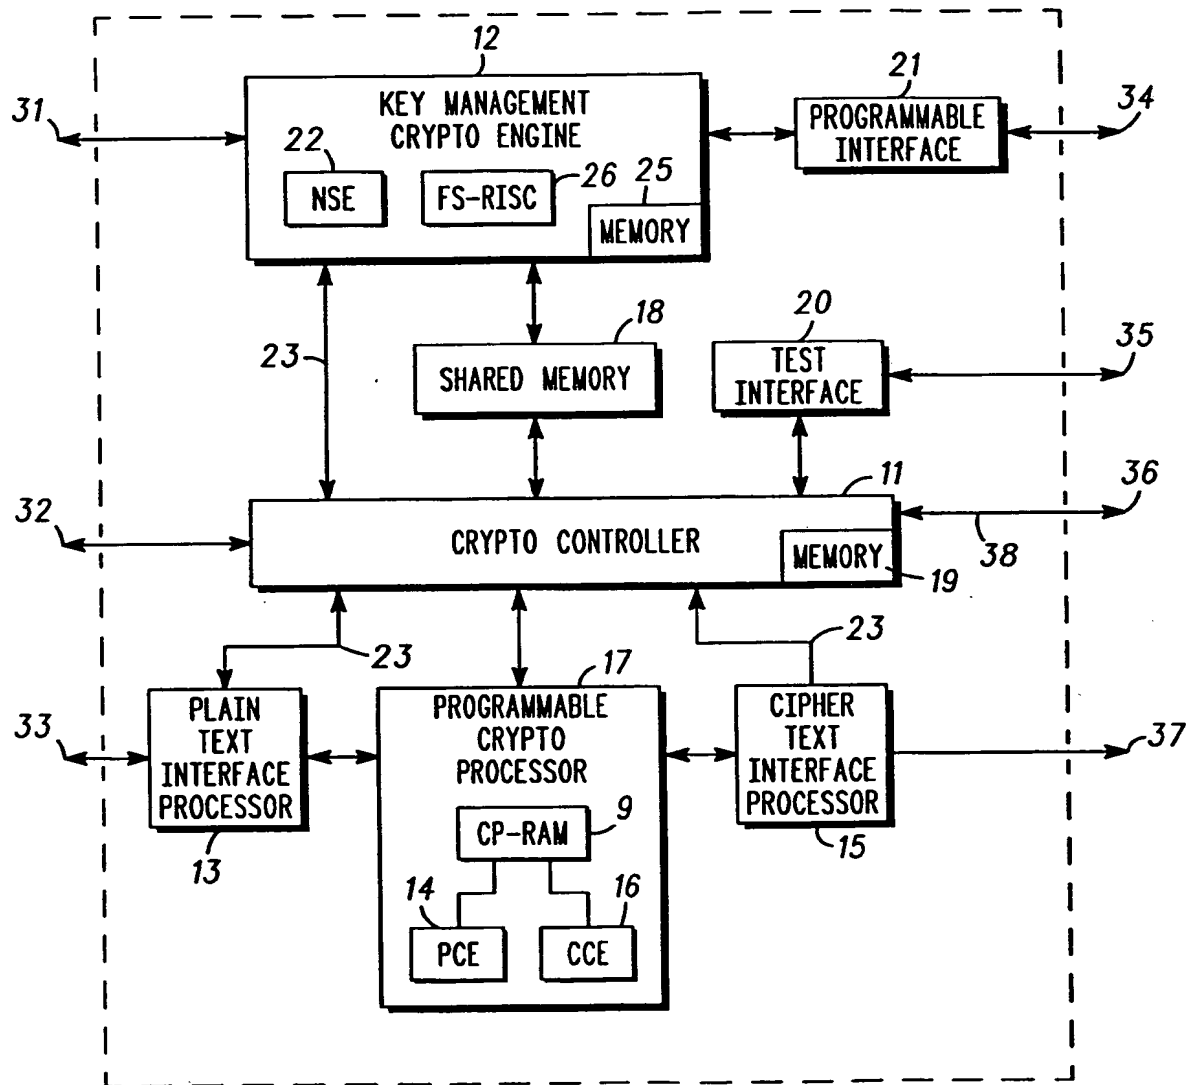 12
KEY MANAGEMENT
CRYPTO ENGINE
22
NSE
FS-RISC
26
25
MEMORY
31
21
PROGRAMMABLE
INTERFACE
34
23
18
SHARED MEMORY
20
TEST
INTERFACE
35
11
CRYPTO CONTROLLER
MEMORY
19
32
36
38
23
23
33
PLAIN
TEXT
INTERFACE
PROCESSOR
13
17
PROGRAMMABLE
CRYPTO
PROCESSOR
CP-RAM
9
14
PCE
16
CCE
CIPHER
TEXT
INTERFACE
PROCESSOR
15
37